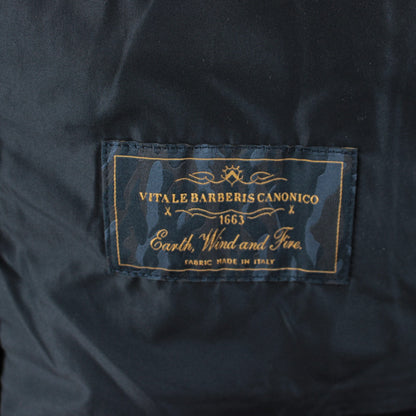 VITALE BARBERIS CANONICO
1663
Earth, Wind and Fire.
FABRIC MADE IN ITALY